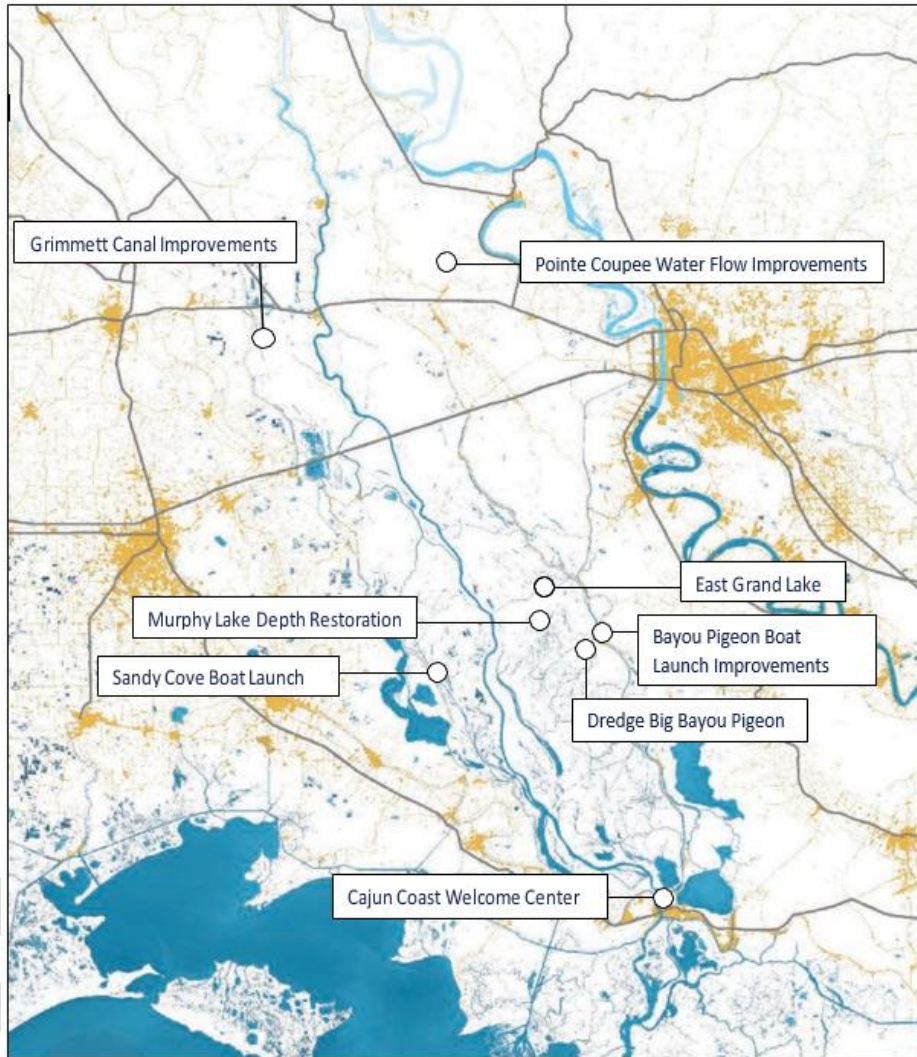 Grimmett Canal Improvements
Pointe Coupee Water Flow Improvements
East Grand Lake
Murphy Lake Depth Restoration
Bayou Pigeon Boat
Launch Improvements
Sandy Cove Boat Launch
Dredge Big Bayou Pigeon
Cajun Coast Welcome Center